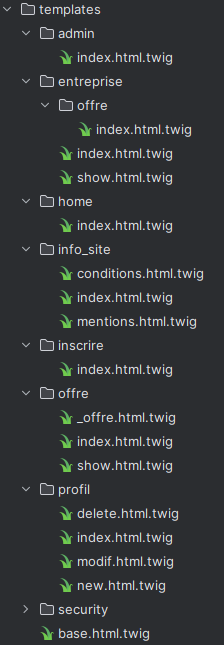 templates
admin
index.html.twig
entreprise
offre
index.html.twig
index.html.twig
show.html.twig
home
index.html.twig
info_site
conditions.html.twig
index.html.twig
mentions.html.twig
inscrire
index.html.twig
offre
_offre.html.twig
index.html.twig
show.html.twig
profil
delete.html.twig
index.html.twig
modif.html.twig
new.html.twig
security
base.html.twig